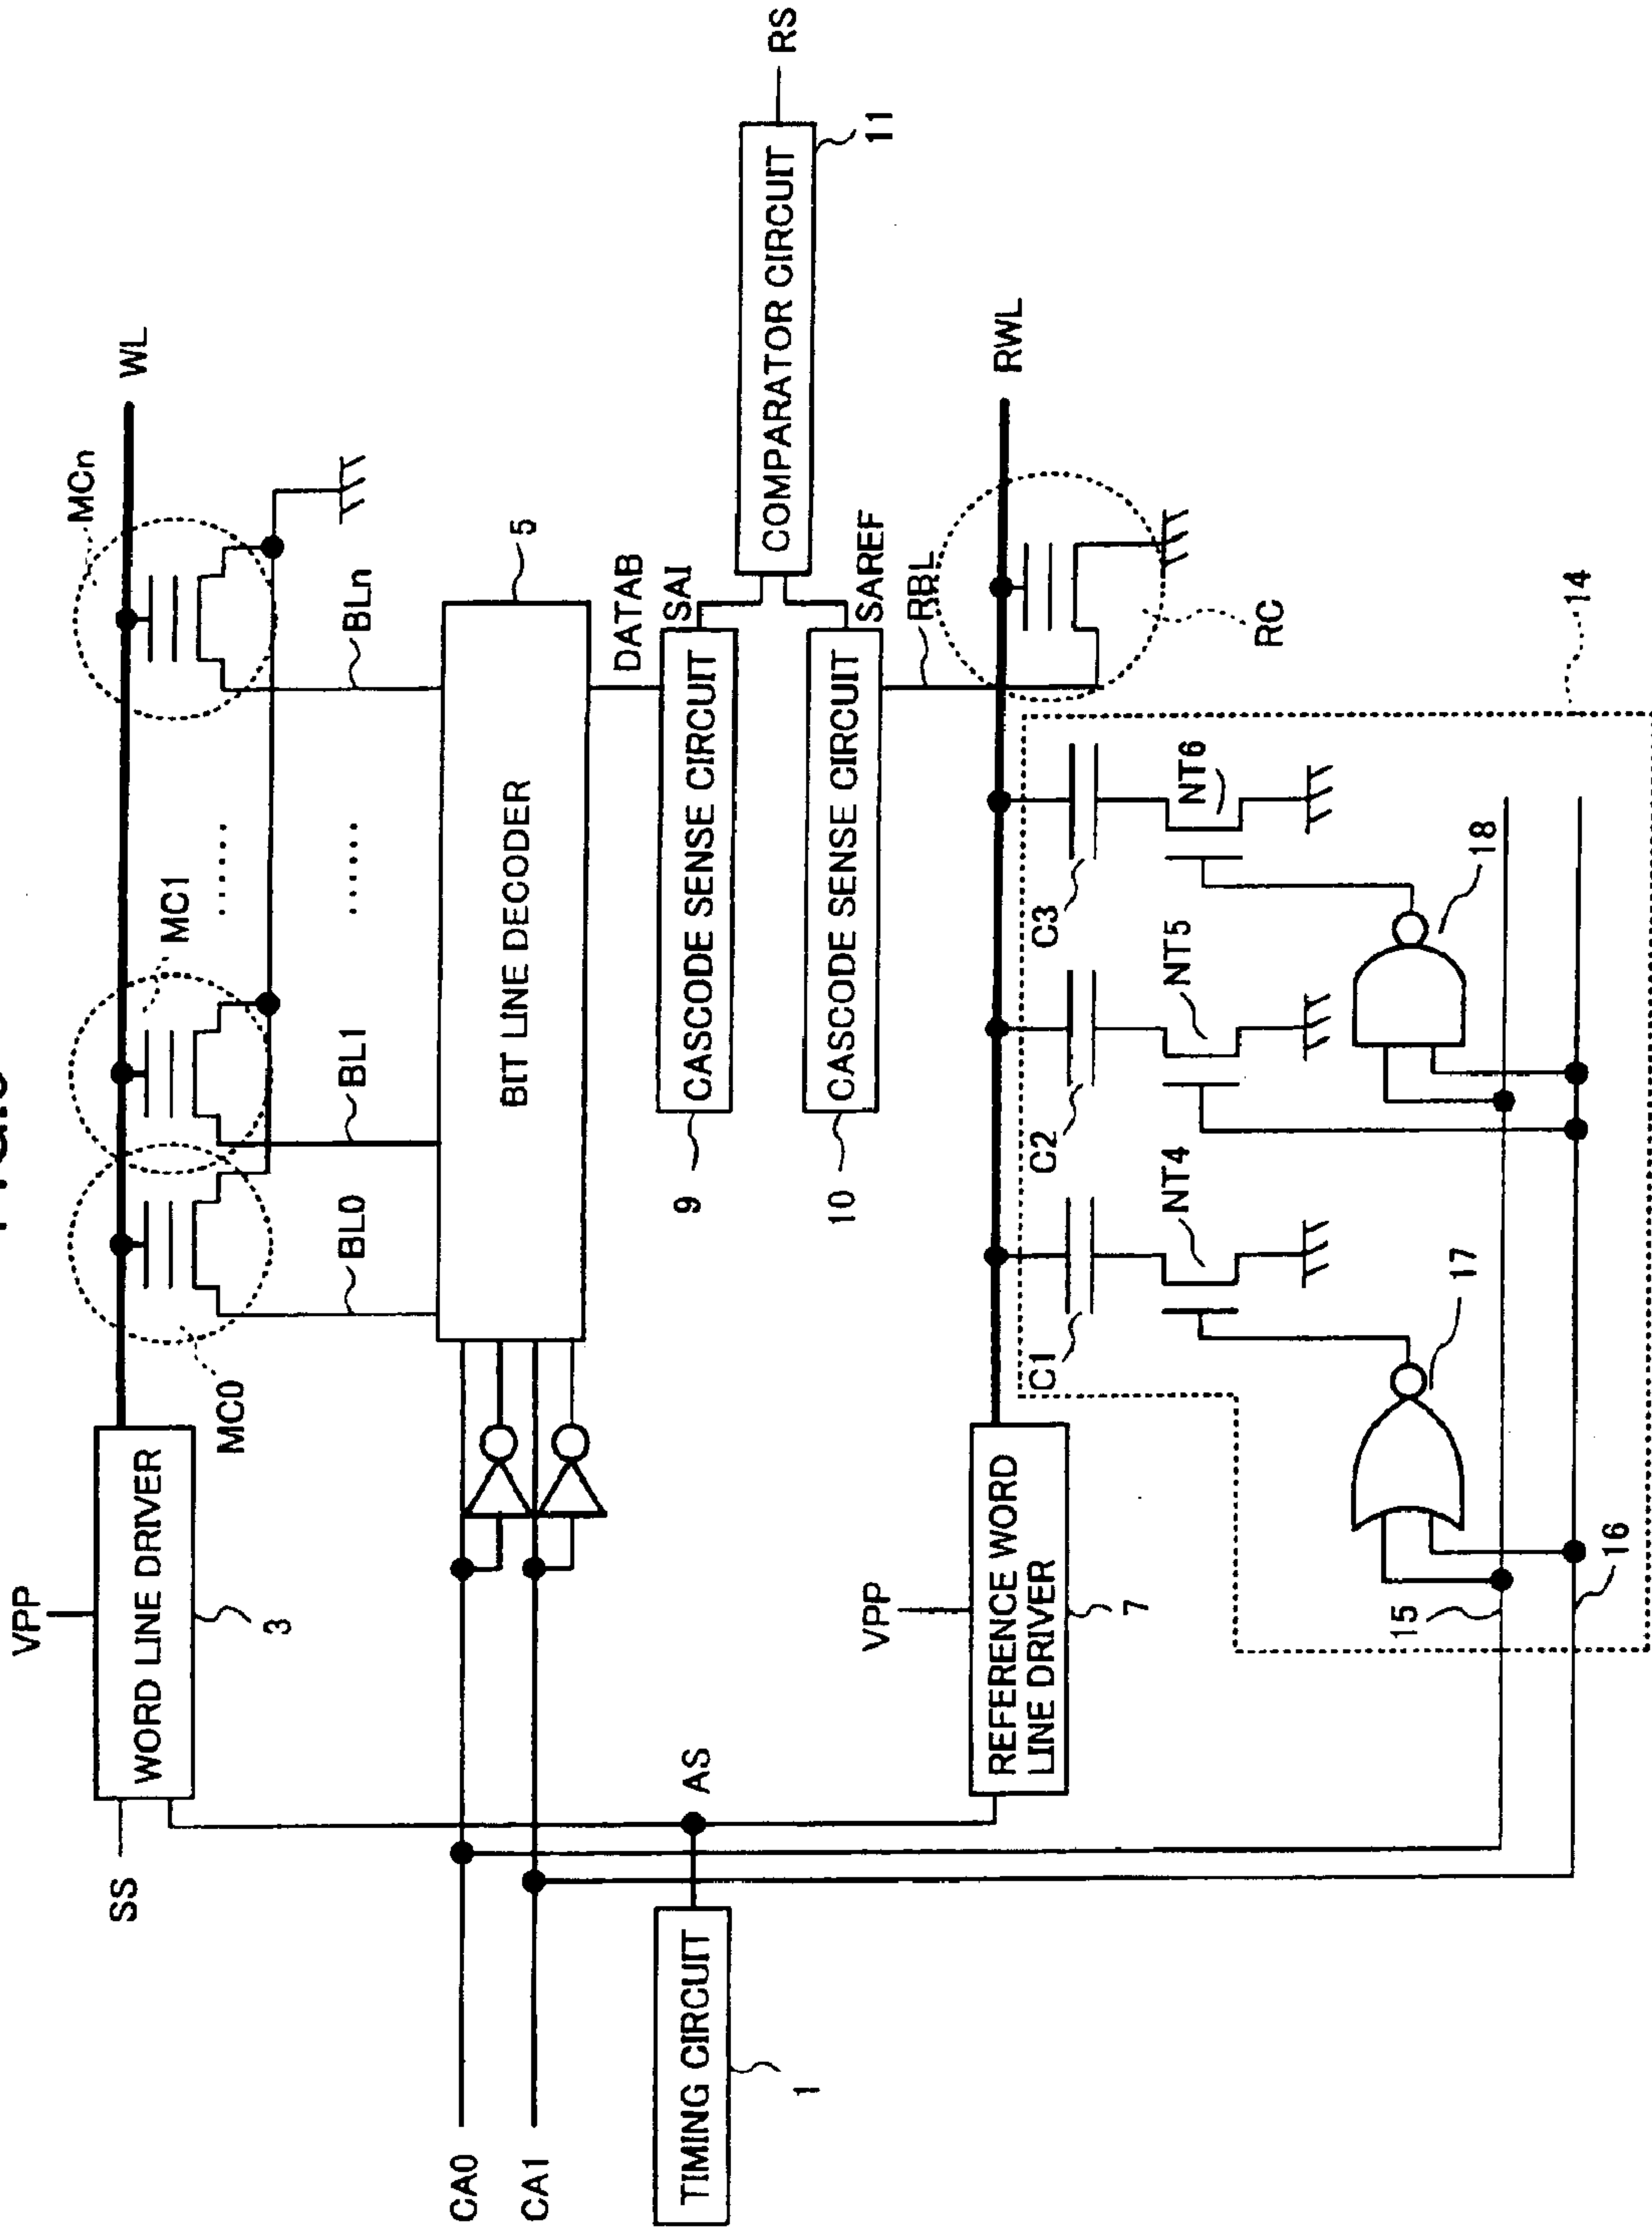 VPP
SS
WORD LINE DRIVER
3
MC0
MC1
MCn
WL
BL0
BL1
BLn
......
......
CA0
CA1
BIT LINE DECODER
5
DATAB
TIMING CIRCUIT
1
AS
9
CASCODE SENSE CIRCUIT
SAI
10
CASCODE SENSE CIRCUIT
SAREF
COMPARATOR CIRCUIT
11
RS
RBL
VPP
REFERENCE WORD
LINE DRIVER
7
RWL
RC
C1
C2
C3
NT4
NT5
NT6
14
15
16
17
18